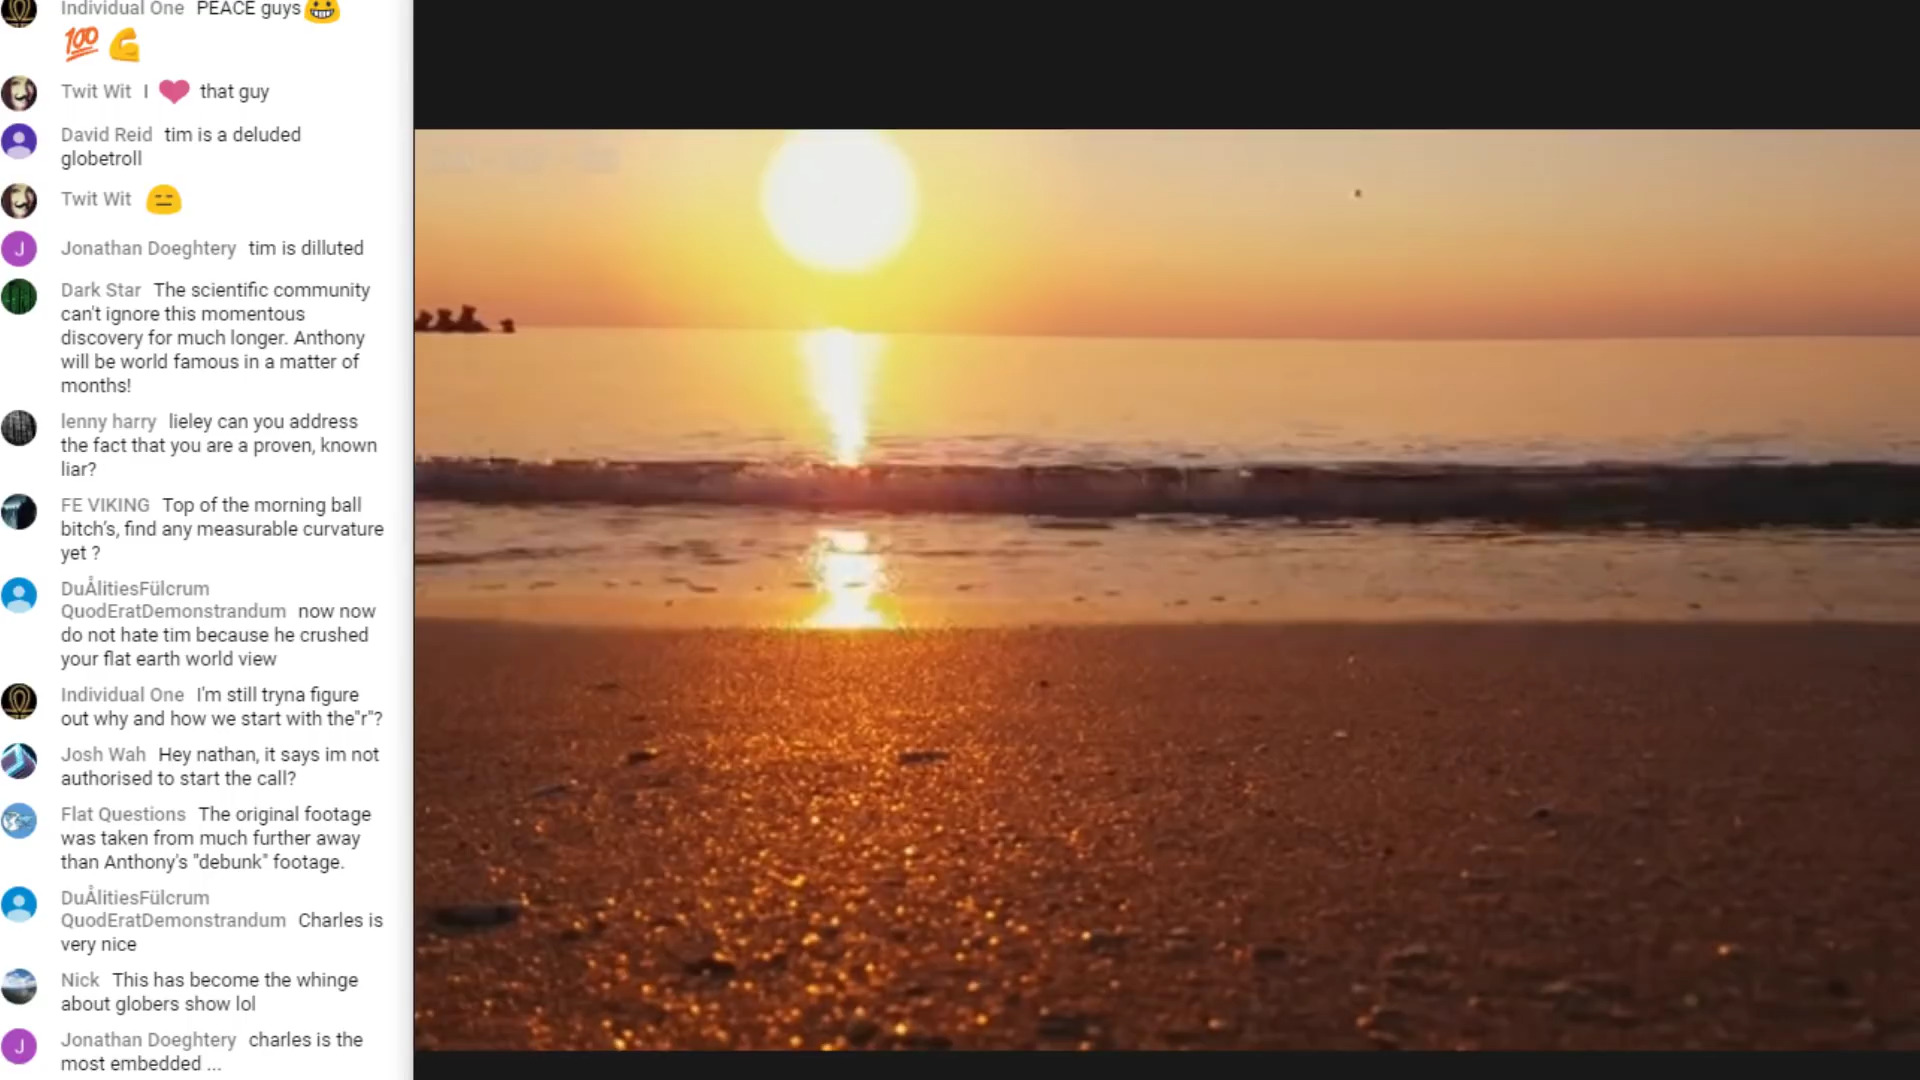 Individual One PEACE guys😀
💯 💪
Twit Wit I ❤ that guy
David Reid tim is a deluded
globetroll
Twit Wit 😑
J
Jonathan Doeghtery tim is dilluted
Dark Star The scientific community
can't ignore this momentous
discovery for much longer. Anthony
will be world famous in a matter of
months!
lenny harry lieley can you address
the fact that you are a proven, known
liar?
FE VIKING Top of the morning ball
bitch's, find any measurable curvature
yet ?
DuÅlitiesFülcrum
QuodEratDemonstrandum now now
do not hate tim because he crushed
your flat earth world view
Individual One I'm still tryna figure
out why and how we start with the"r"?
Josh Wah Hey nathan, it says im not
authorised to start the call?
Flat Questions The original footage
was taken from much further away
than Anthony's "debunk" footage.
DuÅlitiesFülcrum
QuodEratDemonstrandum Charles is
very nice
Nick This has become the whinge
about globers show lol
J
Jonathan Doeghtery charles is the
most embedded ...